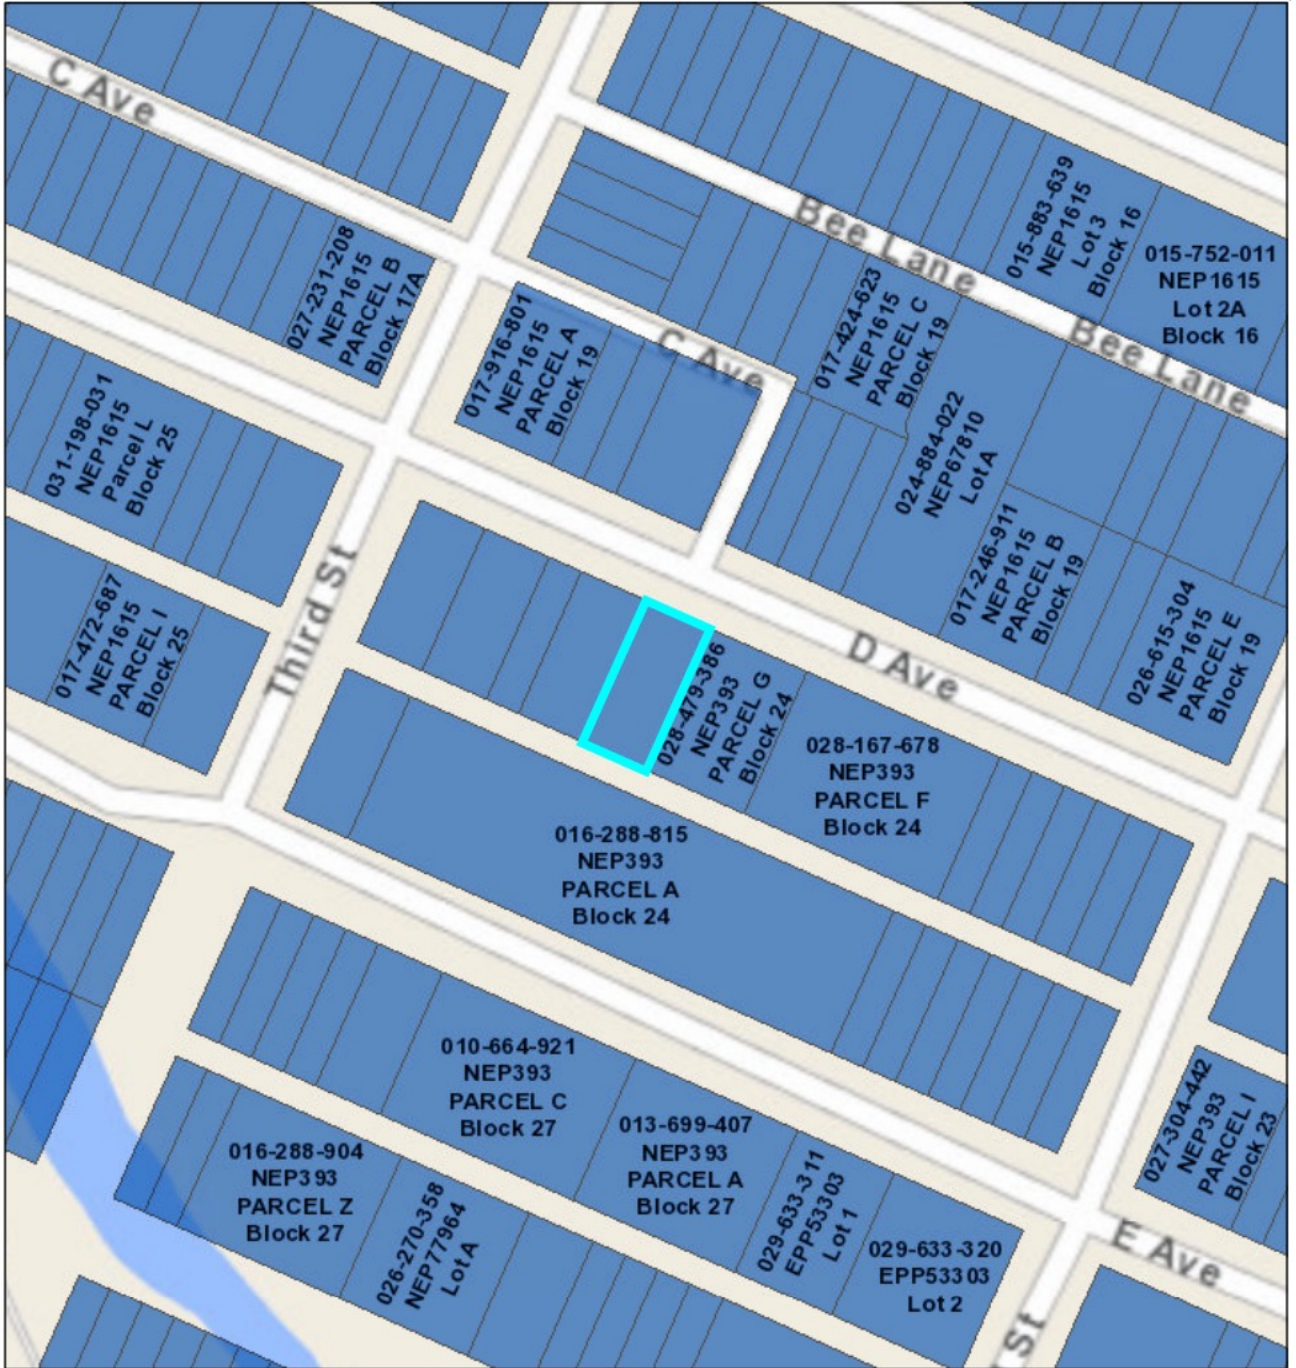 C Ave
015-883-639
NEP1615
Lot 3
Block 16
Bee Lane
015-752-011
NEP1615
Lot 2A
Block 16
027-231-208
NEP1615
PARCEL B
Block 17A
017-916-801
NEP1615
PARCEL A
Block 19
C Ave
017-424-623
NEP1615
PARCEL C
Block 19
Bee Lane
031-198-031
NEP1615
Parcel L
Block 25
024-884-022
NEP67810
Lot A
017-246-911
NEP1615
PARCEL B
Block 19
017-472-687
NEP1615
PARCEL I
Block 25
Third St
026-615-304
NEP1615
PARCEL E
Block 19
D Ave
028-479-386
NEP393
PARCEL G
Block 24
028-167-678
NEP393
PARCEL F
Block 24
016-288-815
NEP393
PARCEL A
Block 24
010-664-921
NEP393
PARCEL C
Block 27
027-304-442
NEP393
PARCEL I
Block 23
013-699-407
NEP393
PARCEL A
Block 27
016-288-904
NEP393
PARCEL Z
Block 27
026-270-358
NEP77964
Lot A
029-633-311
EPP53303
Lot 1
029-633-320
EPP53303
Lot 2
E Ave
St